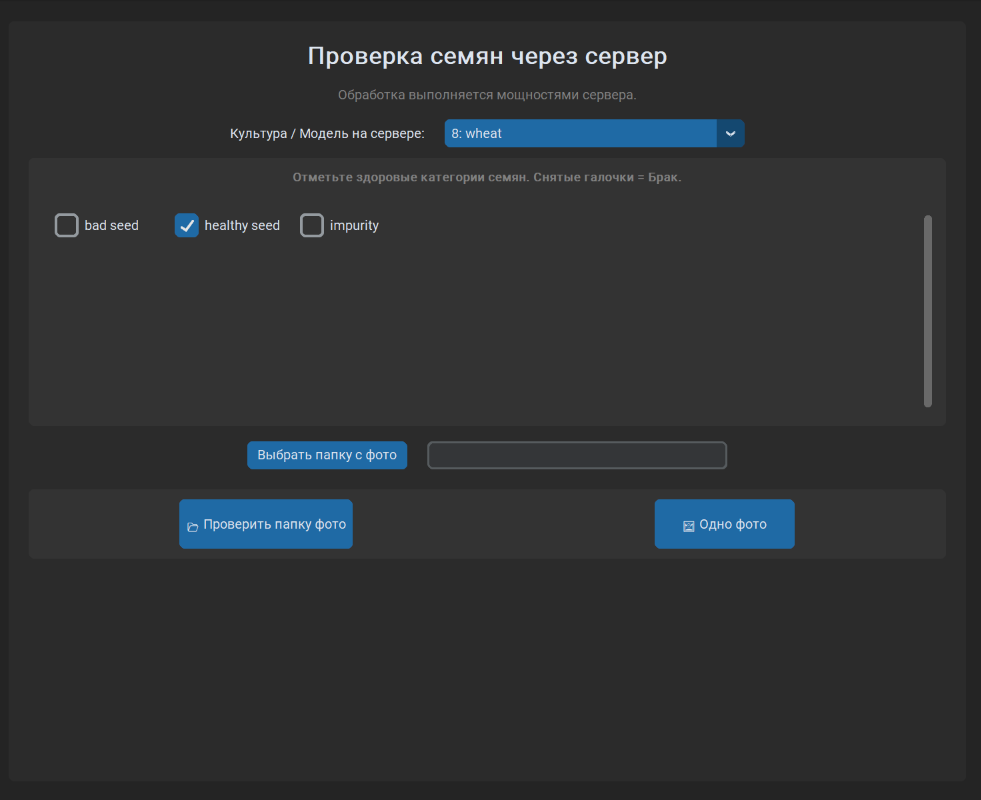 Проверка семян через сервер
Обработка выполняется мощностями сервера.
Культура / Модель на сервере: 8: wheat
Отметьте здоровые категории семян. Снятые галочки = Брак.
bad seed healthy seed impurity
Выбрать папку с фото
Проверить папку фото Одно фото